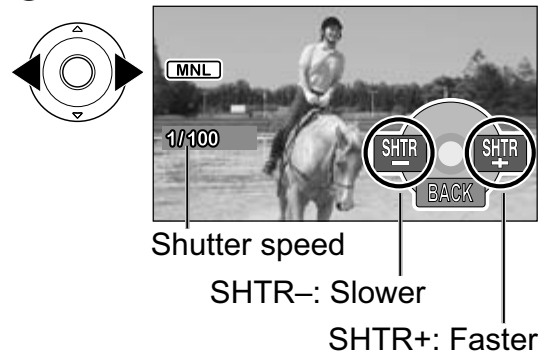 MNL
1/100
SHTR
–
SHTR
+
BACK
Shutter speed
SHTR–: Slower
SHTR+: Faster